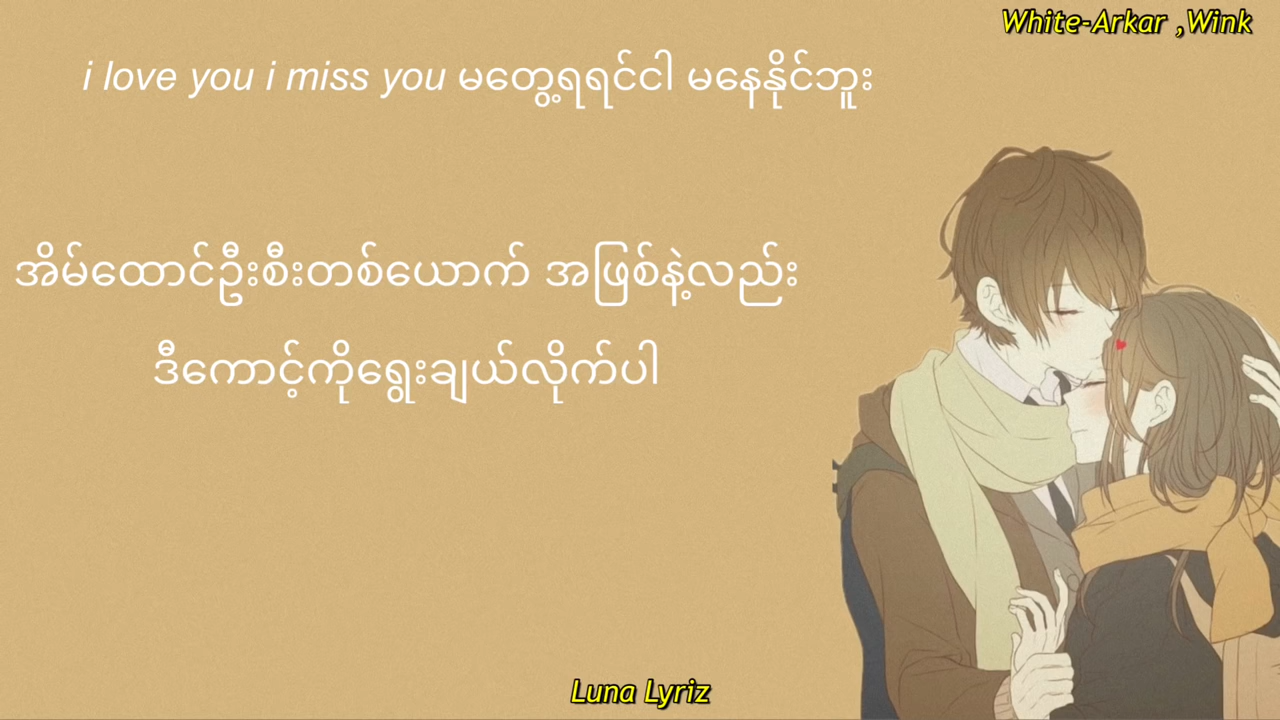 White-Arkar ,Wink
i love you i miss you မတွေ့ရရင်ငါ မနေနိုင်ဘူး
အိမ်ထောင်ဦးစီးတစ်ယောက် အဖြစ်နဲ့လည်း
ဒီကောင့်ကိုရွေးချယ်လိုက်ပါ
Luna Lyriz